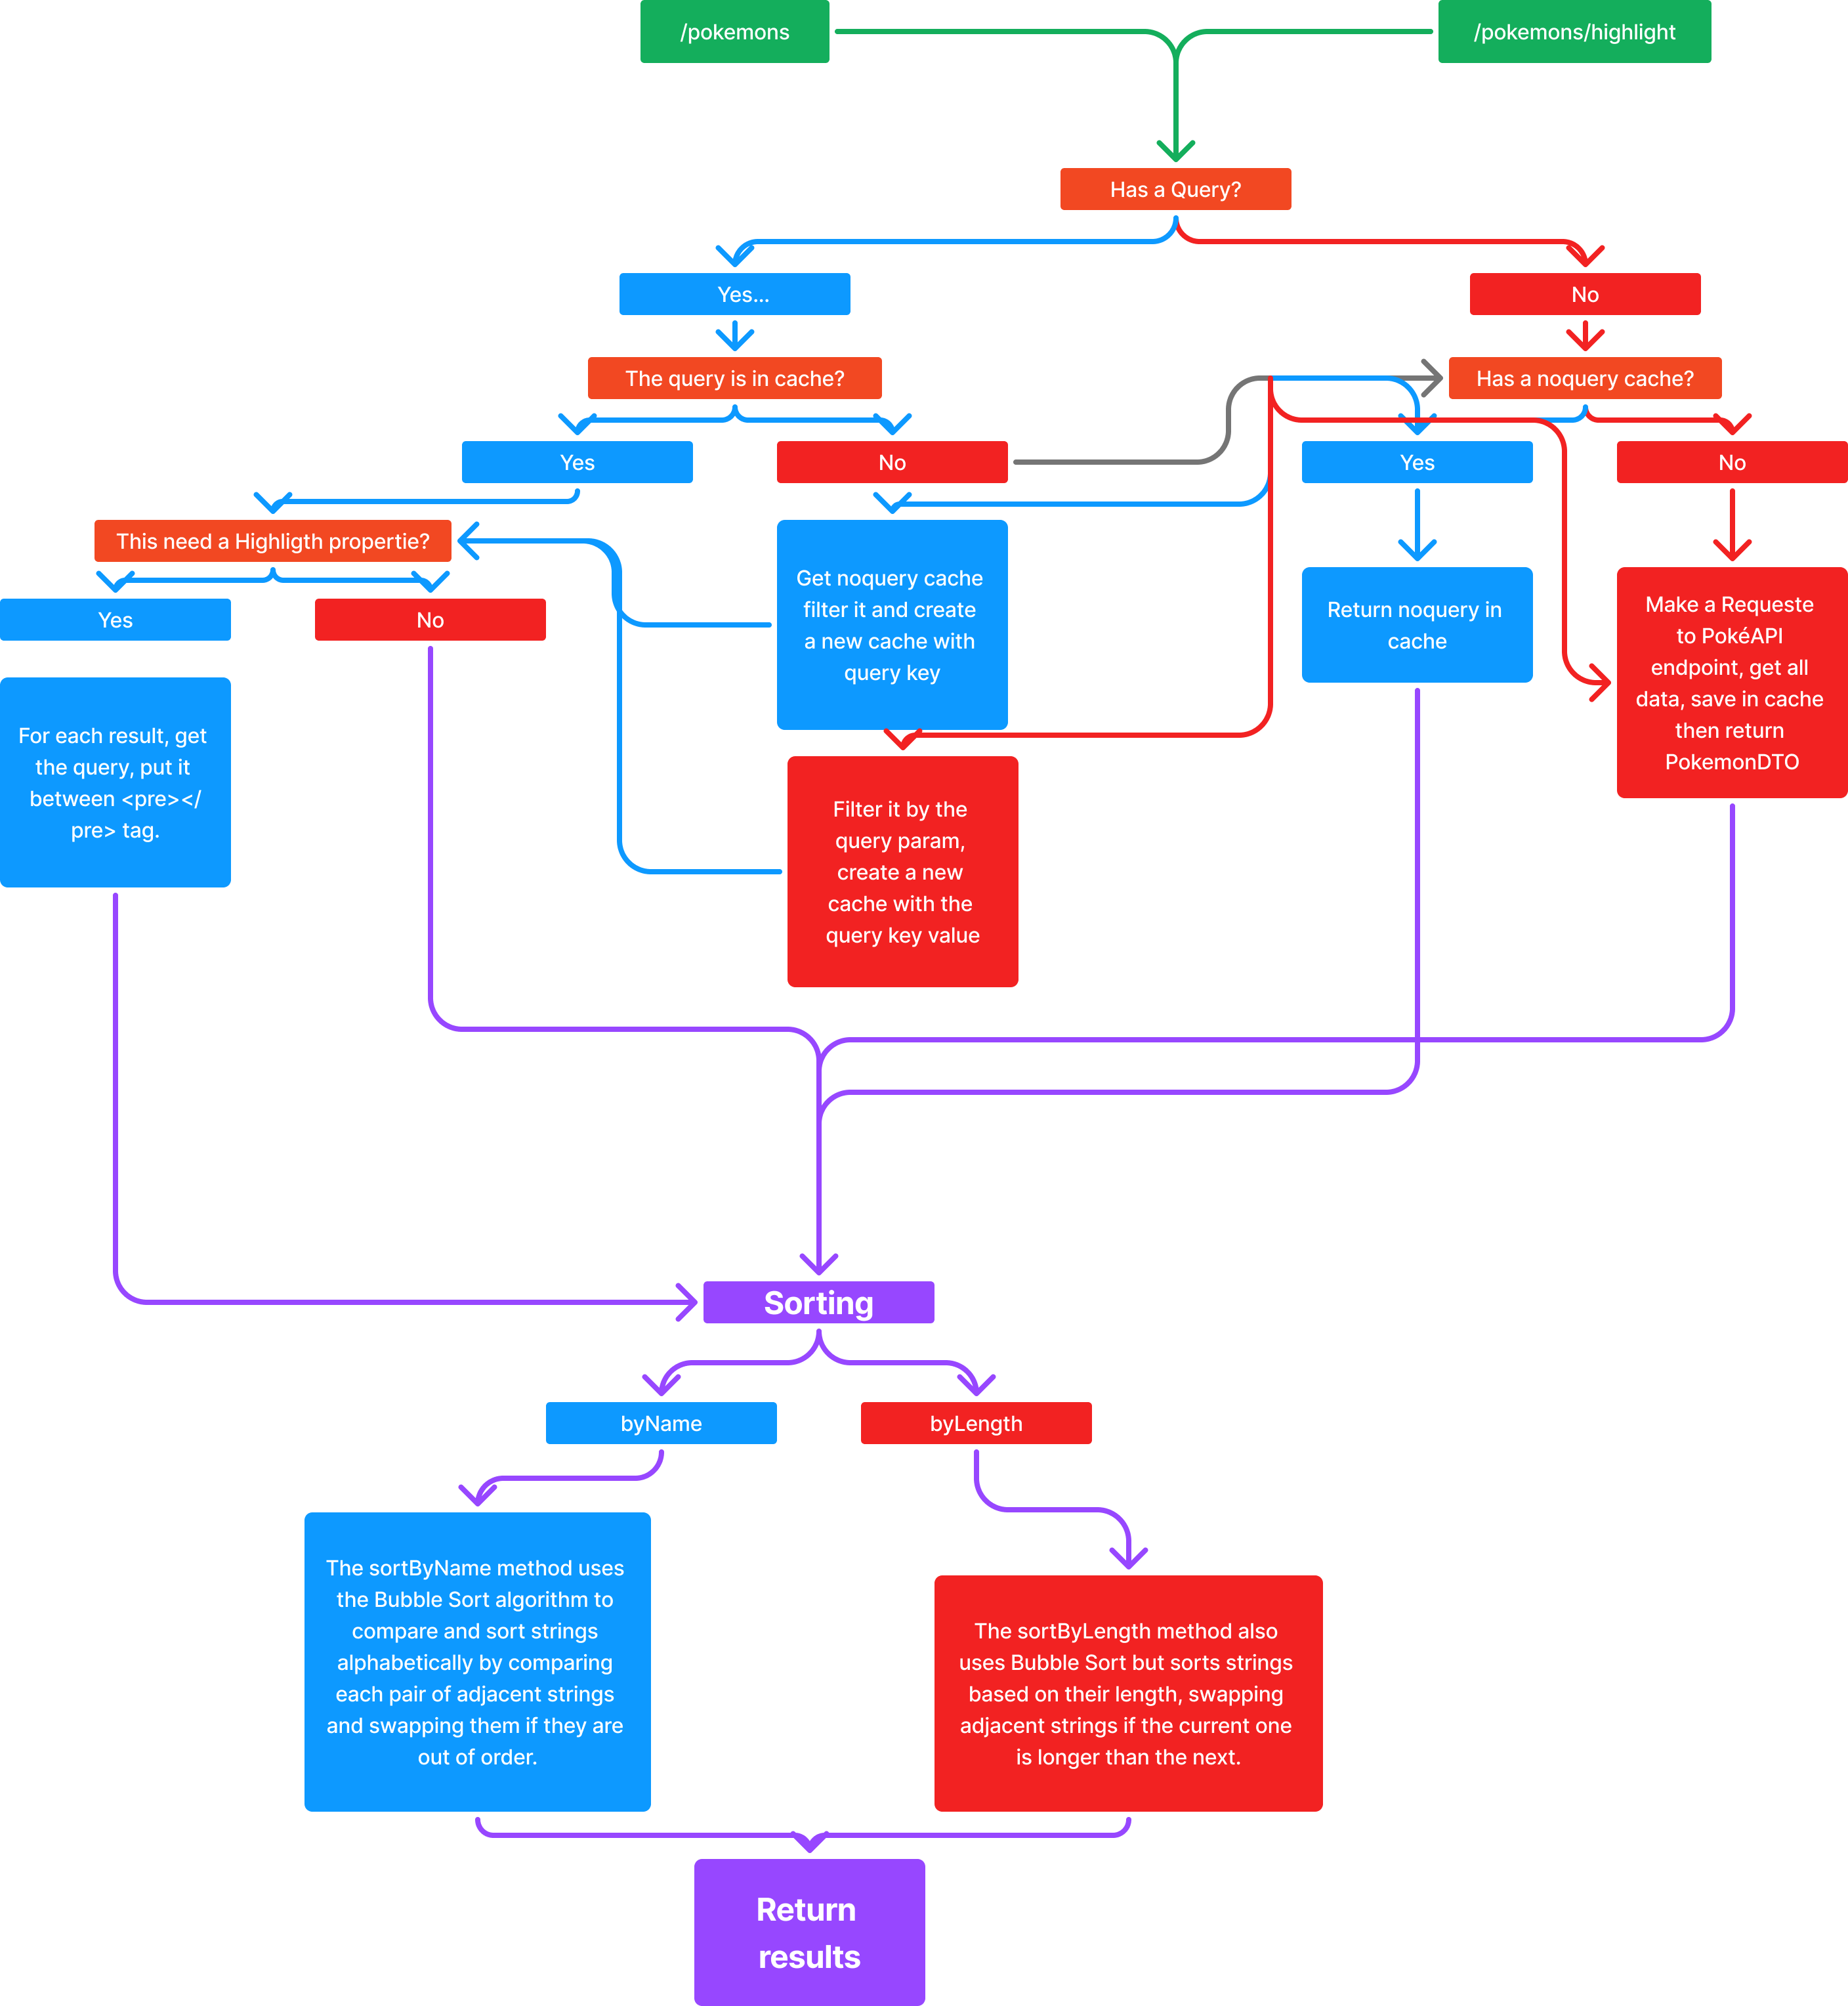 /pokemons
/pokemons/highlight
Has a Query?
Yes...
No
The query is in cache?
Has a noquery cache?
Yes
No
Yes
No
This need a Highligth propertie?
Yes
No
Get noquery cache
filter it and create
a new cache with
query key
Return noquery in
cache
Make a Requeste
to PokéAPI
endpoint, get all
data, save in cache
then return
PokemonDTO
For each result, get
the query, put it
between <pre></
pre> tag.
Filter it by the
query param,
create a new
cache with the
query key value
Sorting
byName
byLength
The sortByName method uses
the Bubble Sort algorithm to
compare and sort strings
alphabetically by comparing
each pair of adjacent strings
and swapping them if they are
out of order.
The sortByLength method also
uses Bubble Sort but sorts strings
based on their length, swapping
adjacent strings if the current one
is longer than the next.
Return
results